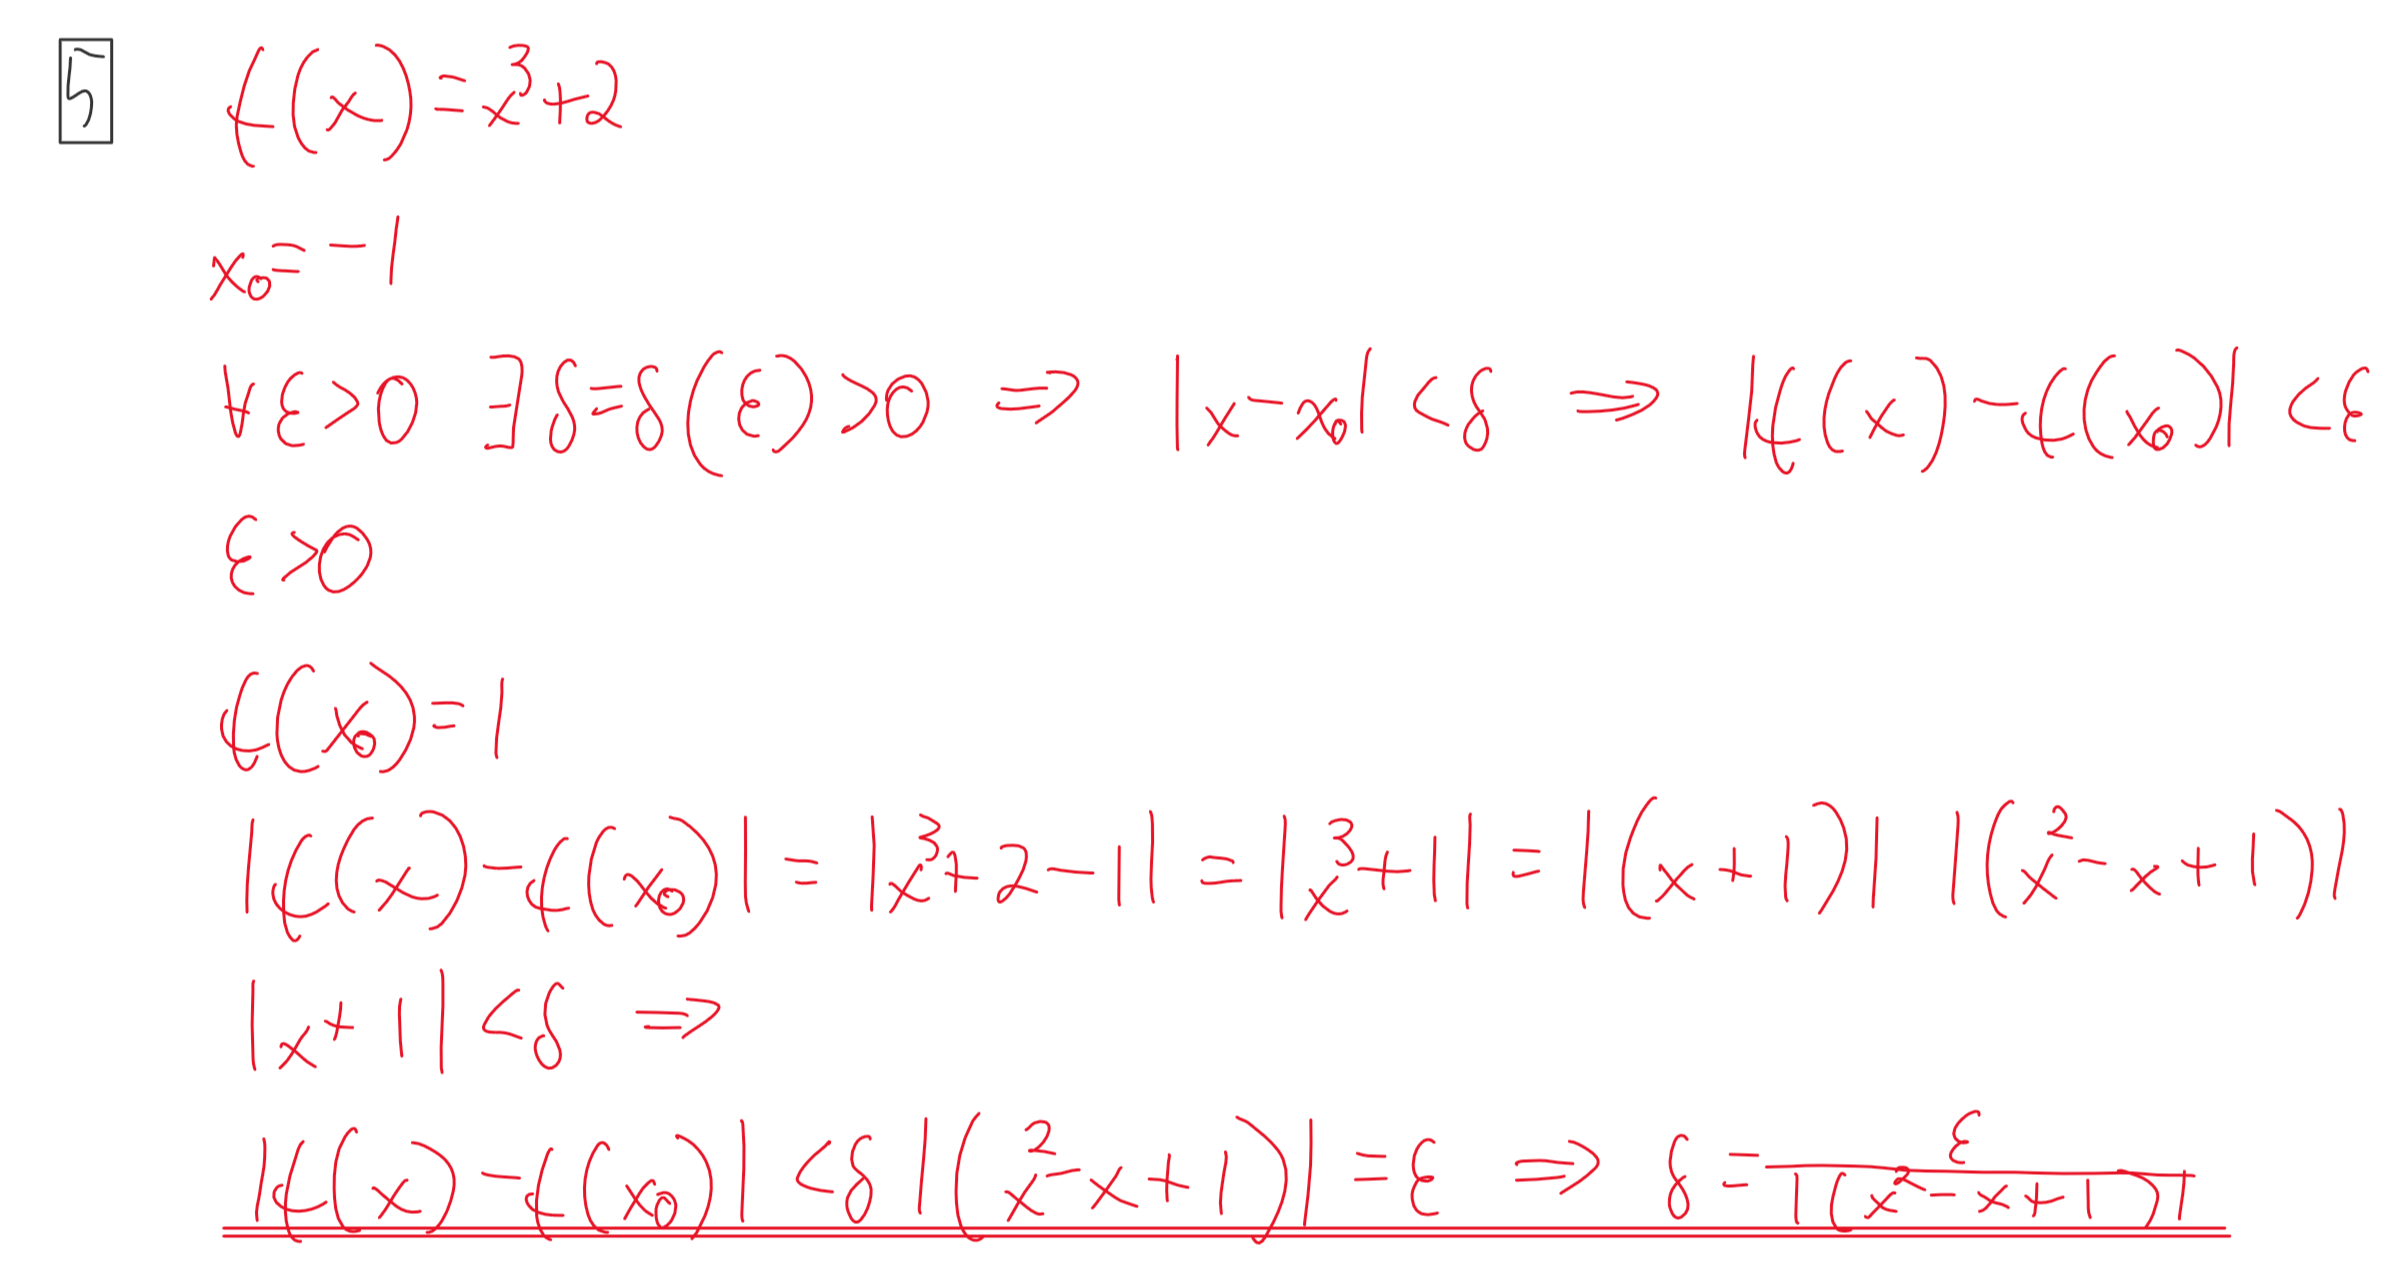 5 f(x) = x³+2
x₀ = -1
∀ε>0 ∃δ=δ(ε)>0 ⇒ |x-x₀|<δ ⇒ |f(x)-f(x₀)|<ε
ε>0
f(x₀)=1
|f(x)-f(x₀)| = |x³+2-1| = |x³+1| = |(x+1)| |(x²-x+1)|
|x+1|<δ ⇒
|f(x)-f(x₀)|<δ|(x²-x+1)|=ε ⇒ δ=ε/|(x²-x+1)|